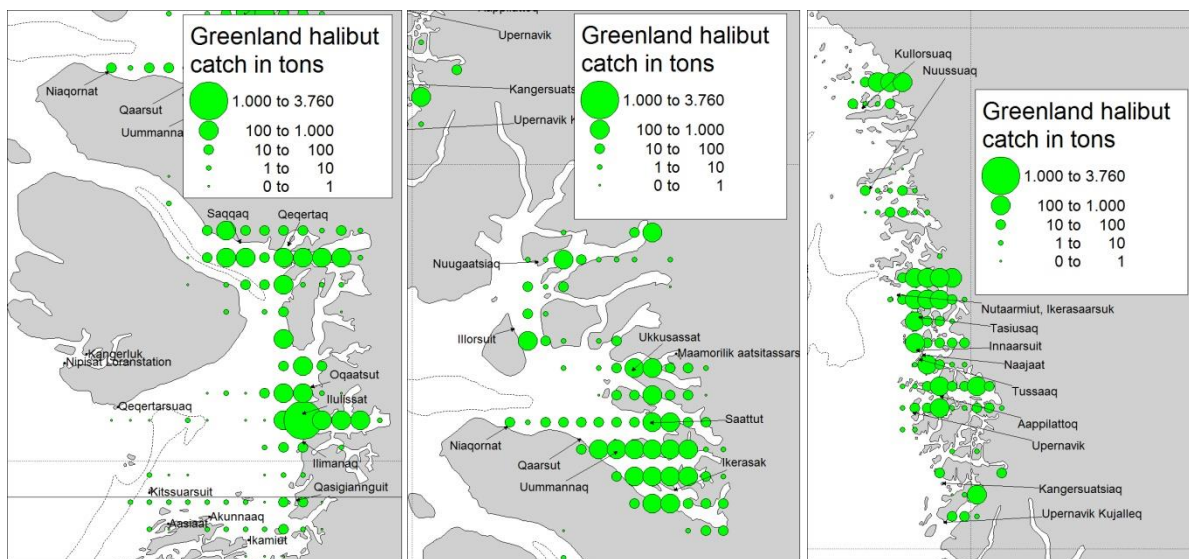 Greenland halibut
catch in tons
1.000 to 3.760
100 to 1.000
10 to 100
1 to 10
0 to 1
Niaqornat
Qaarsut
Saqqaq
Qeqertaq
Kangerluk
Nipisat Loranstation
Oqaatsut
Ilulissat
Qeqertarsuaq
Ilimanaq
Kitssuarsuit
Qasigiannguit
Akunnaaq
Aasiaat
Ikamiut
Upernavik
Greenland halibut
catch in tons
1.000 to 3.760
100 to 1.000
10 to 100
1 to 10
0 to 1
Nuugaatsiaq
Illorsuit
Ukkusassat
Maamorilik aatsitassars
Saattut
Niaqornat
Qaarsut
Ikerasak
Uummannaq
Kullorsuaq
Nuussuaq
Greenland halibut
catch in tons
1.000 to 3.760
100 to 1.000
10 to 100
1 to 10
0 to 1
Nutaarmiut, Ikerasaarsuk
Tasiusaq
Innaarsuit
Naajaat
Tussaaq
Aappilattoq
Upernavik
Kangersuatsiaq
Upernavik Kujalleq